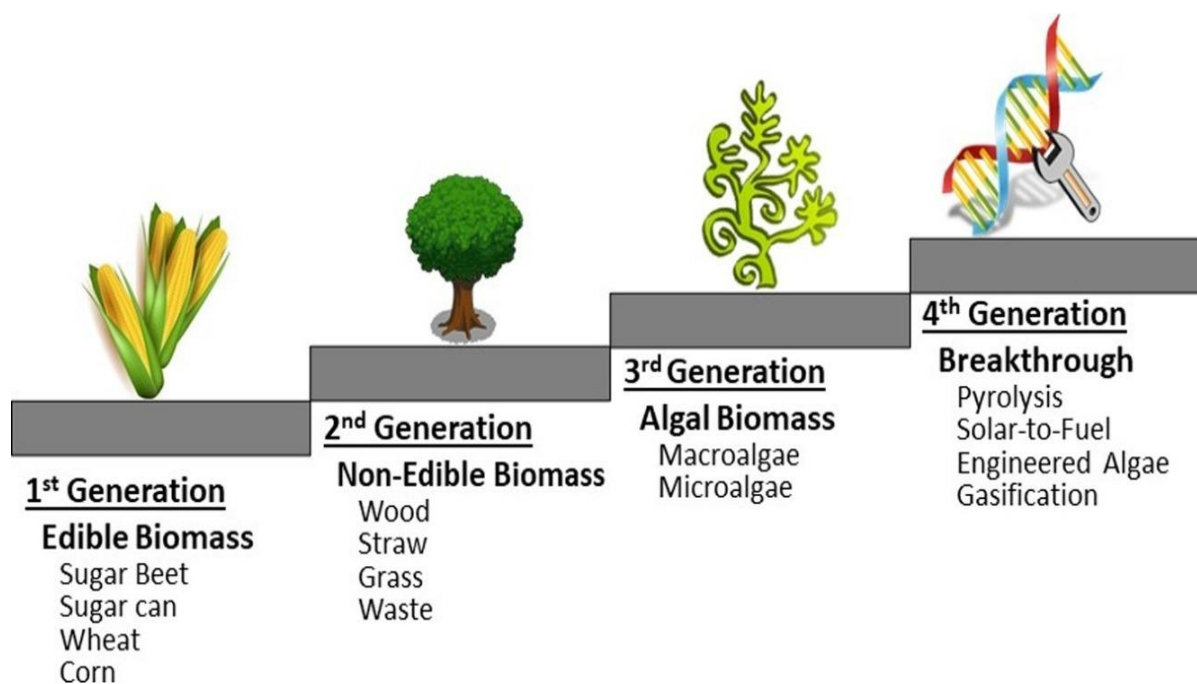 1st Generation
Edible Biomass
Sugar Beet
Sugar can
Wheat
Corn
2nd Generation
Non-Edible Biomass
Wood
Straw
Grass
Waste
3rd Generation
Algal Biomass
Macroalgae
Microalgae
4th Generation
Breakthrough
Pyrolysis
Solar-to-Fuel
Engineered Algae
Gasification